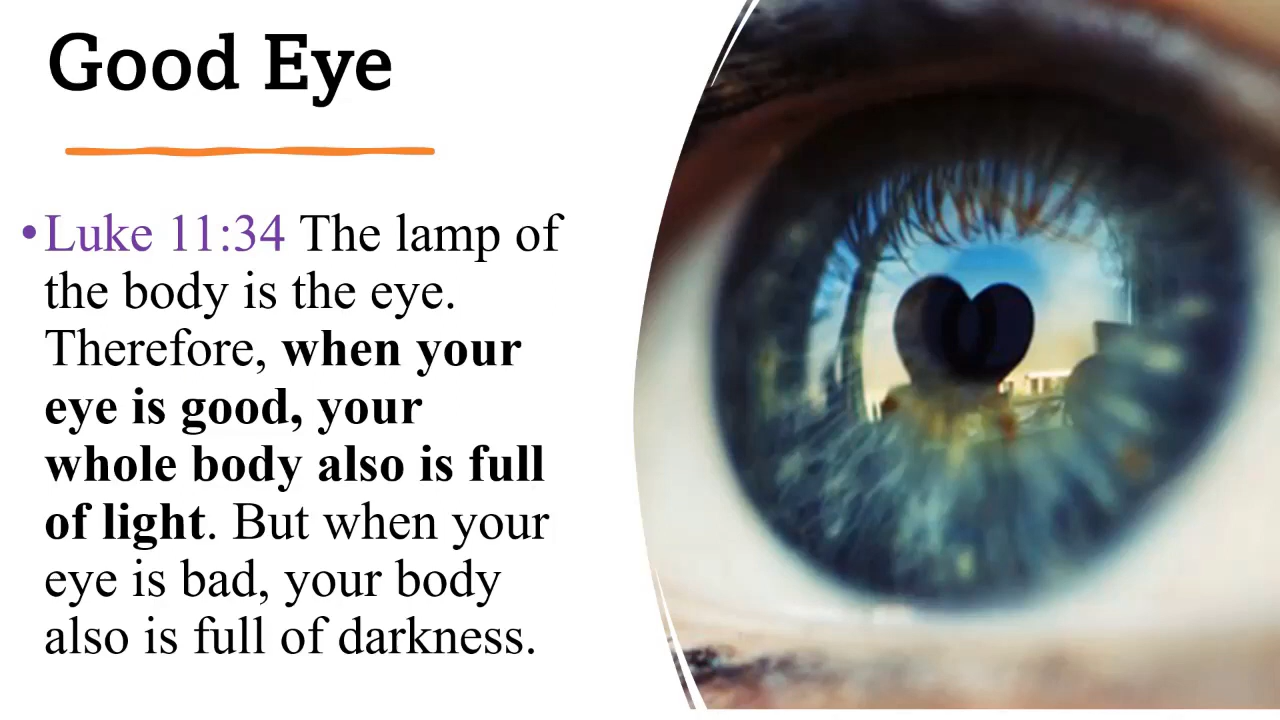 Good Eye
•Luke 11:34 The lamp of
the body is the eye.
Therefore, when your
eye is good, your
whole body also is full
of light. But when your
eye is bad, your body
also is full of darkness.